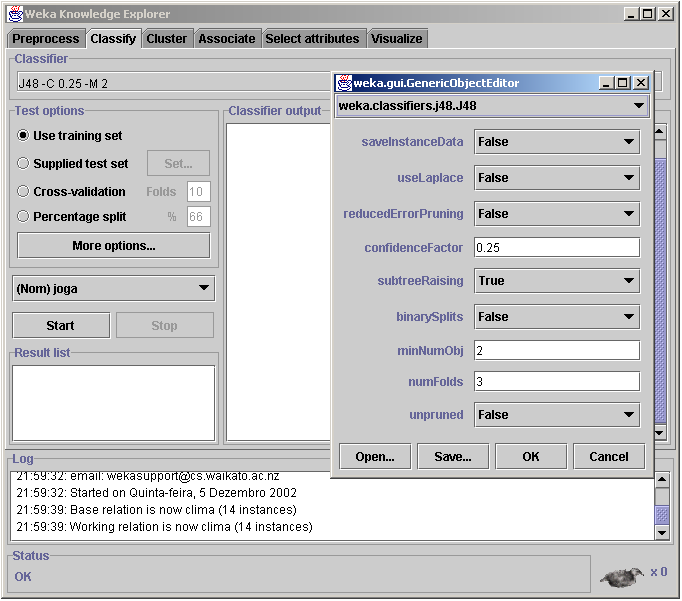 Weka Knowledge Explorer
Preprocess Classify Cluster Associate Select attributes Visualize
Classifier
J48 -C 0.25 -M 2
Test options
Use training set
Supplied test set Set...
Cross-validation Folds 10
Percentage split % 66
More options...
(Nom) joga
Start Stop
Result list
Classifier output
weka.gui.GenericObjectEditor
weka.classifiers.j48.J48
saveInstanceData False
useLaplace False
reducedErrorPruning False
confidenceFactor 0.25
subtreeRaising True
binarySplits False
minNumObj 2
numFolds 3
unpruned False
Open... Save... OK Cancel
Log
21:59:32: email: wekasupport@cs.waikato.ac.nz
21:59:32: Started on Quinta-feira, 5 Dezembro 2002
21:59:39: Base relation is now clima (14 instances)
21:59:39: Working relation is now clima (14 instances)
Status
OK
x 0